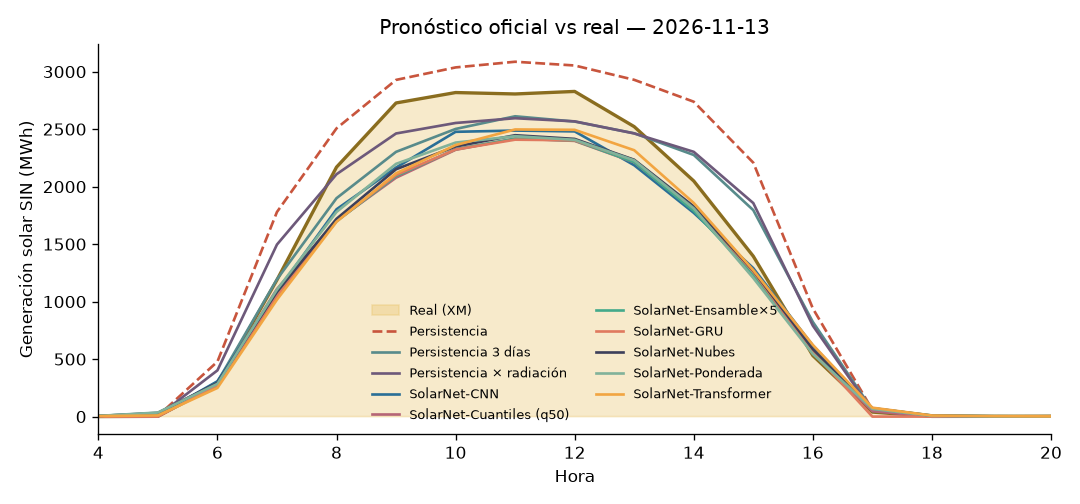 Pronóstico oficial vs real — 2026-11-13
Generación solar SIN (MWh)
3000
2500
2000
1500
1000
500
0
Real (XM)
Persistencia
Persistencia 3 días
Persistencia × radiación
SolarNet-CNN
SolarNet-Cuantiles (q50)
SolarNet-Ensamble×5
SolarNet-GRU
SolarNet-Nubes
SolarNet-Ponderada
SolarNet-Transformer
4 6 8 10 12 14 16 18 20
Hora